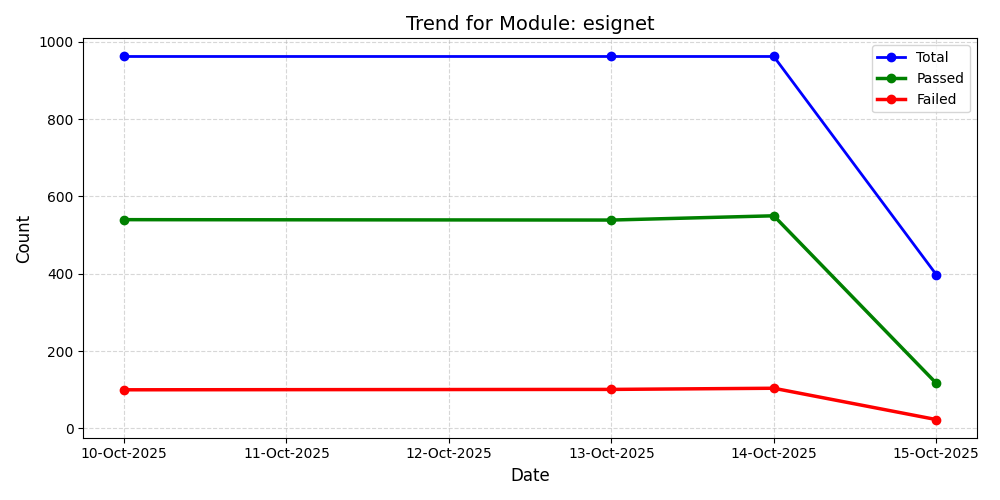 Trend for Module: esignet
1000
800
600
400
200
0
Count
Total
Passed
Failed
10-Oct-2025 11-Oct-2025 12-Oct-2025 13-Oct-2025 14-Oct-2025 15-Oct-2025
Date